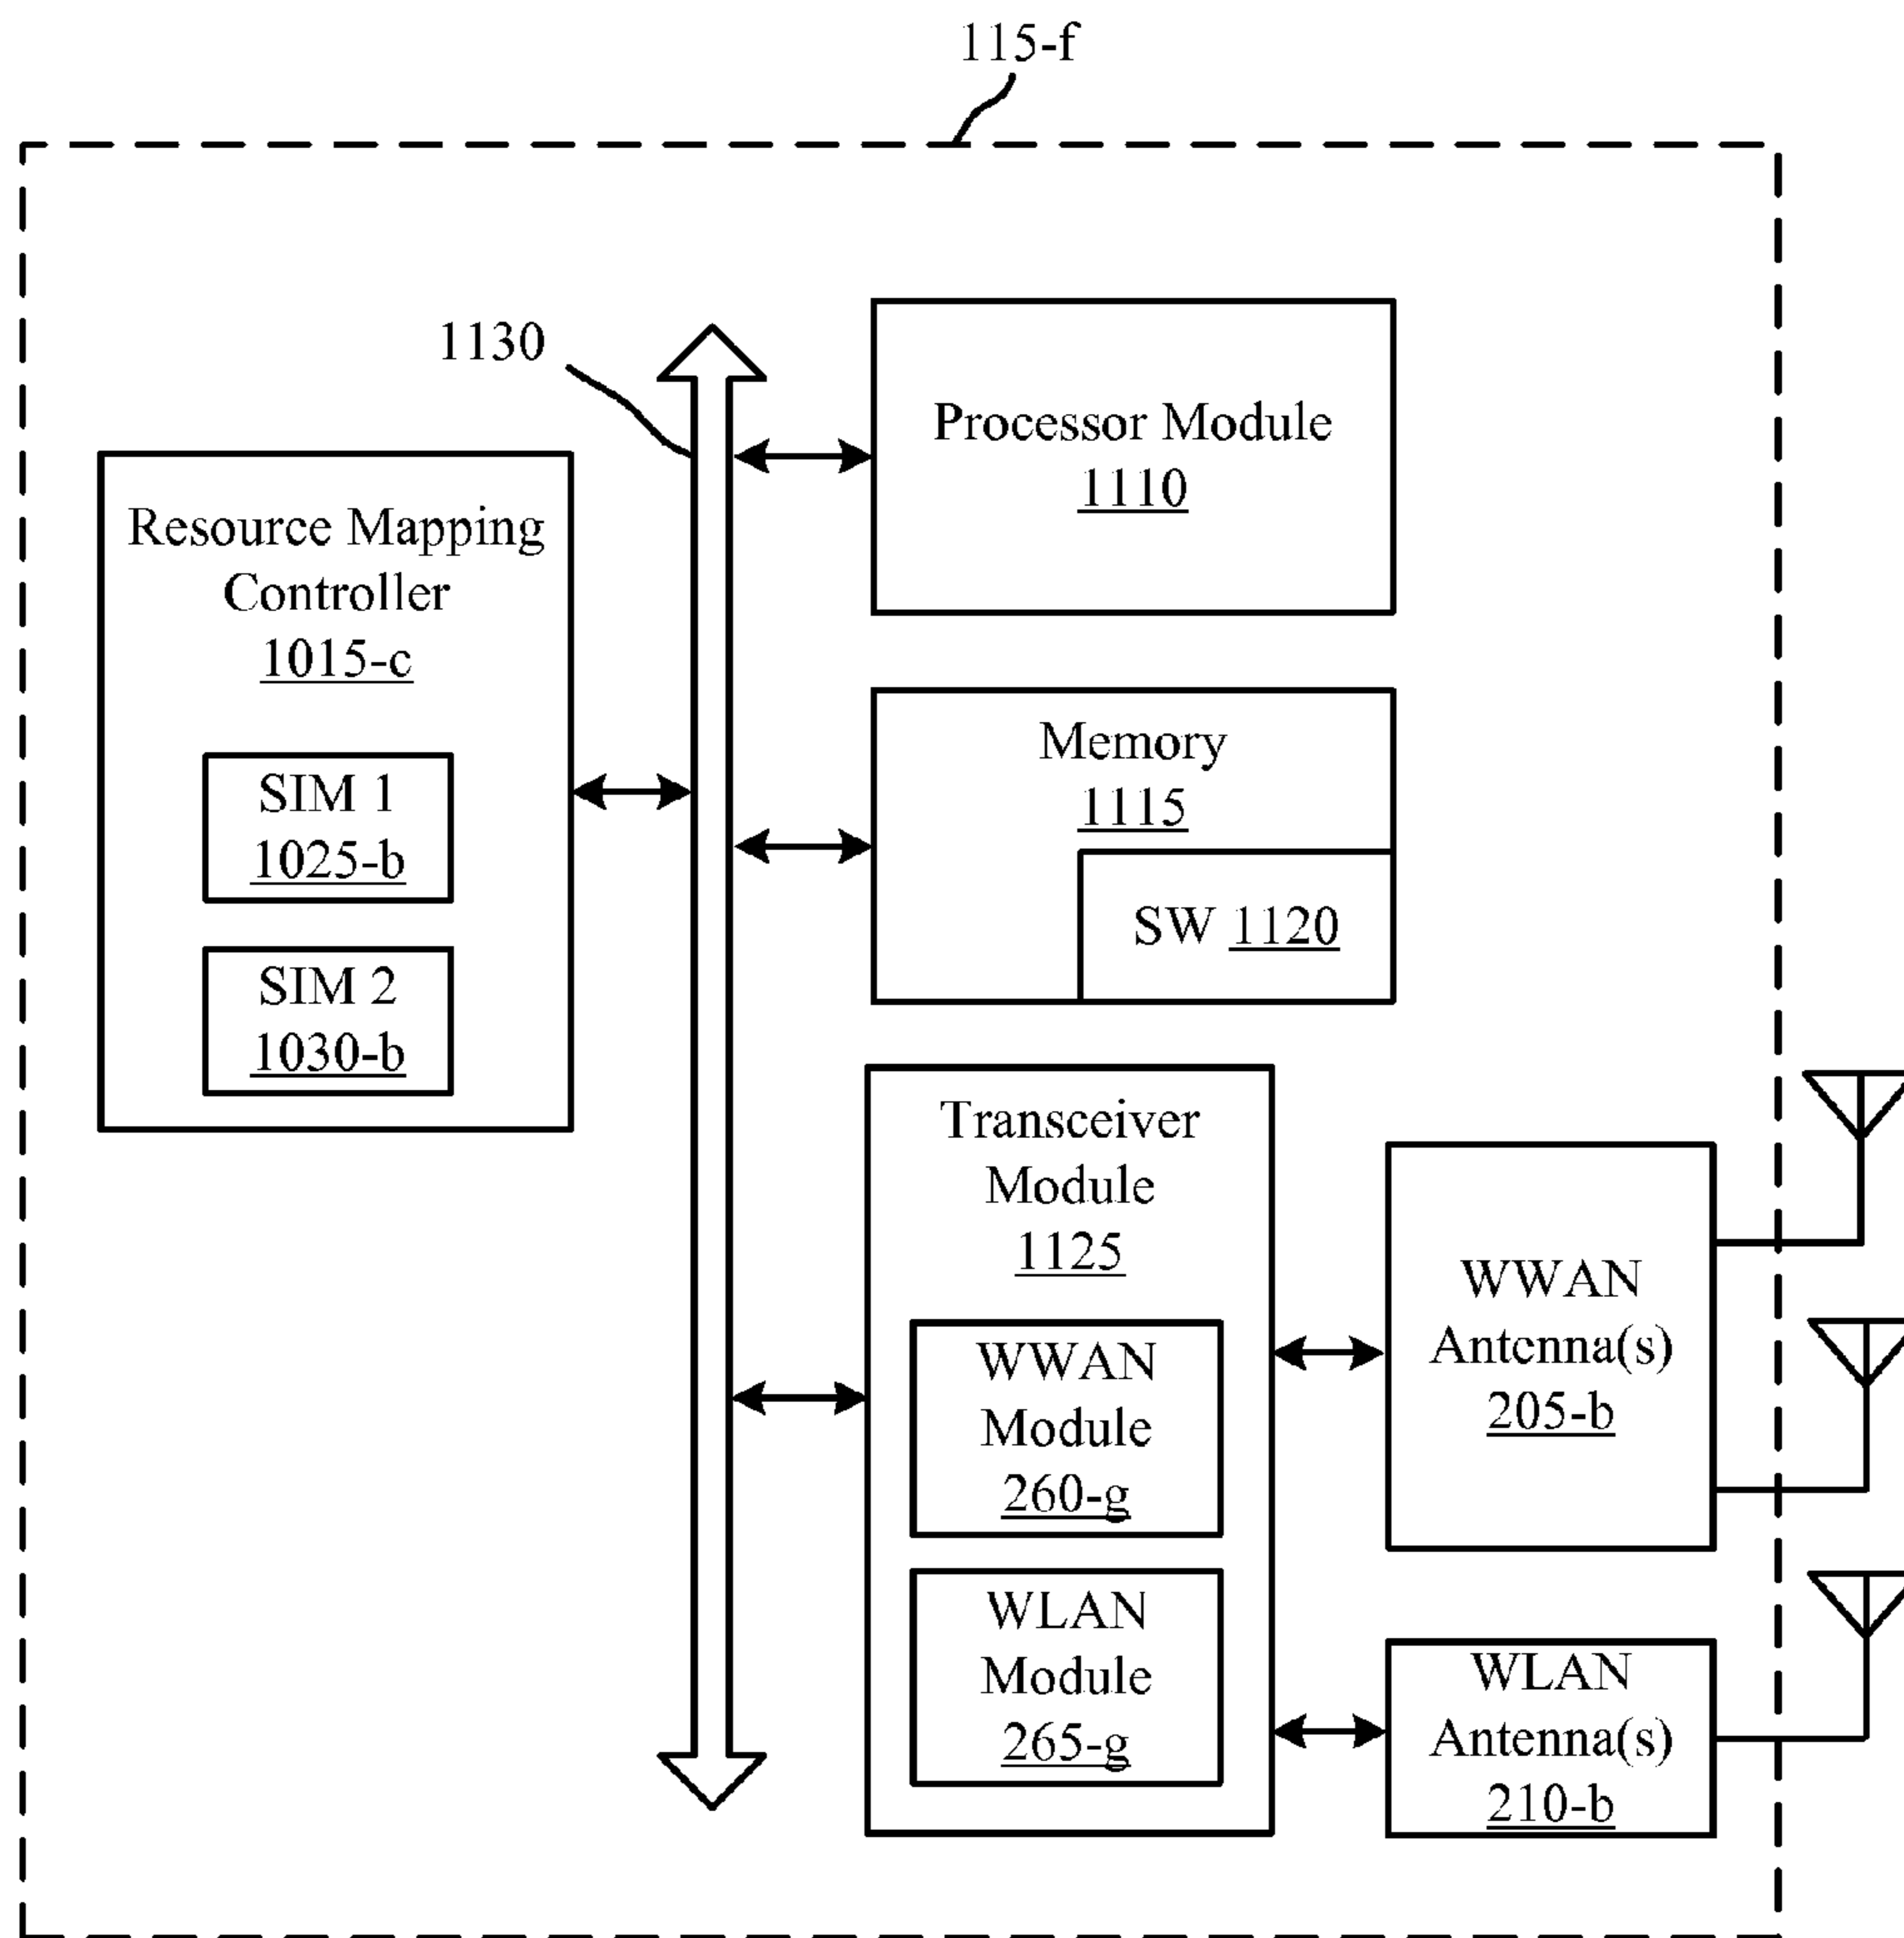 115-f
1130
Processor Module
1110
Resource Mapping
Controller
1015-c
SIM 1
1025-b
SIM 2
1030-b
Memory
1115
SW 1120
Transceiver
Module
1125
WWAN
Module
260-g
WLAN
Module
265-g
WWAN
Antenna(s)
205-b
WLAN
Antenna(s)
210-b